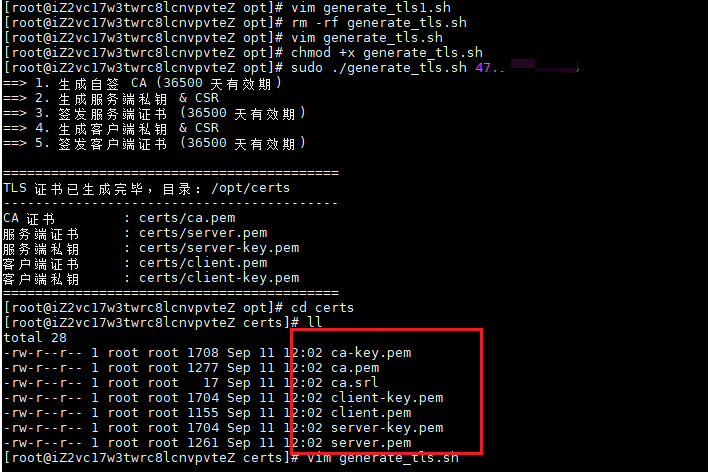 [root@iZ2vc17w3twrc8lcnvpvteZ opt]# vim generate_tls1.sh
[root@iZ2vc17w3twrc8lcnvpvteZ opt]# rm -rf generate_tls.sh
[root@iZ2vc17w3twrc8lcnvpvteZ opt]# vim generate_tls.sh
[root@iZ2vc17w3twrc8lcnvpvteZ opt]# chmod +x generate_tls.sh
[root@iZ2vc17w3twrc8lcnvpvteZ opt]# sudo ./generate_tls.sh 47.
==> 1. 生成自签 CA (36500 天有效期)
==> 2. 生成服务端私钥 & CSR
==> 3. 签发服务端证书 (36500 天有效期)
==> 4. 生成客户端私钥 & CSR
==> 5. 签发客户端证书 (36500 天有效期)
========================================
TLS 证书已生成完毕，目录: /opt/certs
----------------------------------------
CA 证书 : certs/ca.pem
服务端证书 : certs/server.pem
服务端私钥 : certs/server-key.pem
客户端证书 : certs/client.pem
客户端私钥 : certs/client-key.pem
========================================
[root@iZ2vc17w3twrc8lcnvpvteZ opt]# cd certs
[root@iZ2vc17w3twrc8lcnvpvteZ certs]# ll
total 28
-rw-r--r-- 1 root root 1708 Sep 11 12:02 ca-key.pem
-rw-r--r-- 1 root root 1277 Sep 11 12:02 ca.pem
-rw-r--r-- 1 root root 17 Sep 11 12:02 ca.srl
-rw-r--r-- 1 root root 1704 Sep 11 12:02 client-key.pem
-rw-r--r-- 1 root root 1155 Sep 11 12:02 client.pem
-rw-r--r-- 1 root root 1704 Sep 11 12:02 server-key.pem
-rw-r--r-- 1 root root 1261 Sep 11 12:02 server.pem
[root@iZ2vc17w3twrc8lcnvpvteZ certs]# vim generate_tls.sh